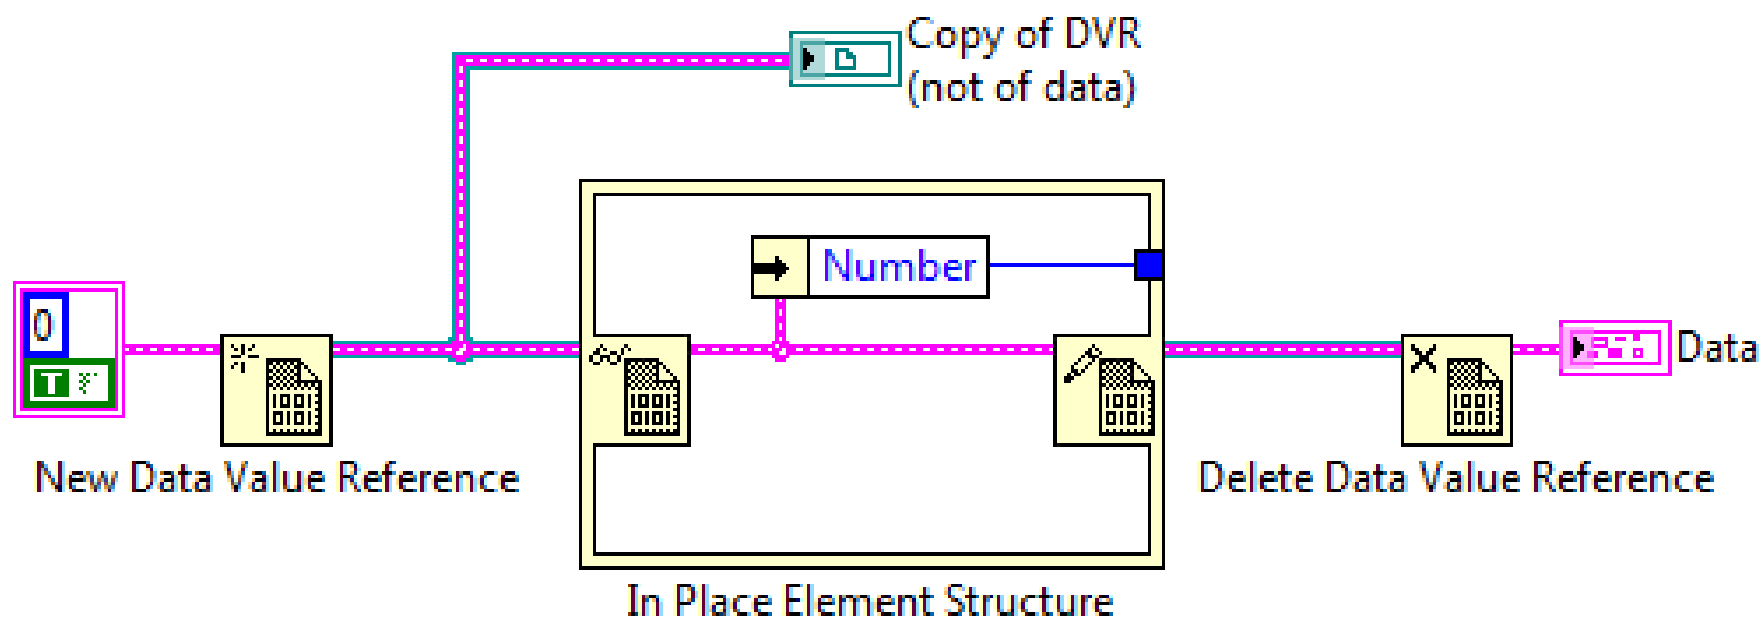 Copy of DVR
(not of data)
Number
0
T
Data
New Data Value Reference
Delete Data Value Reference
In Place Element Structure